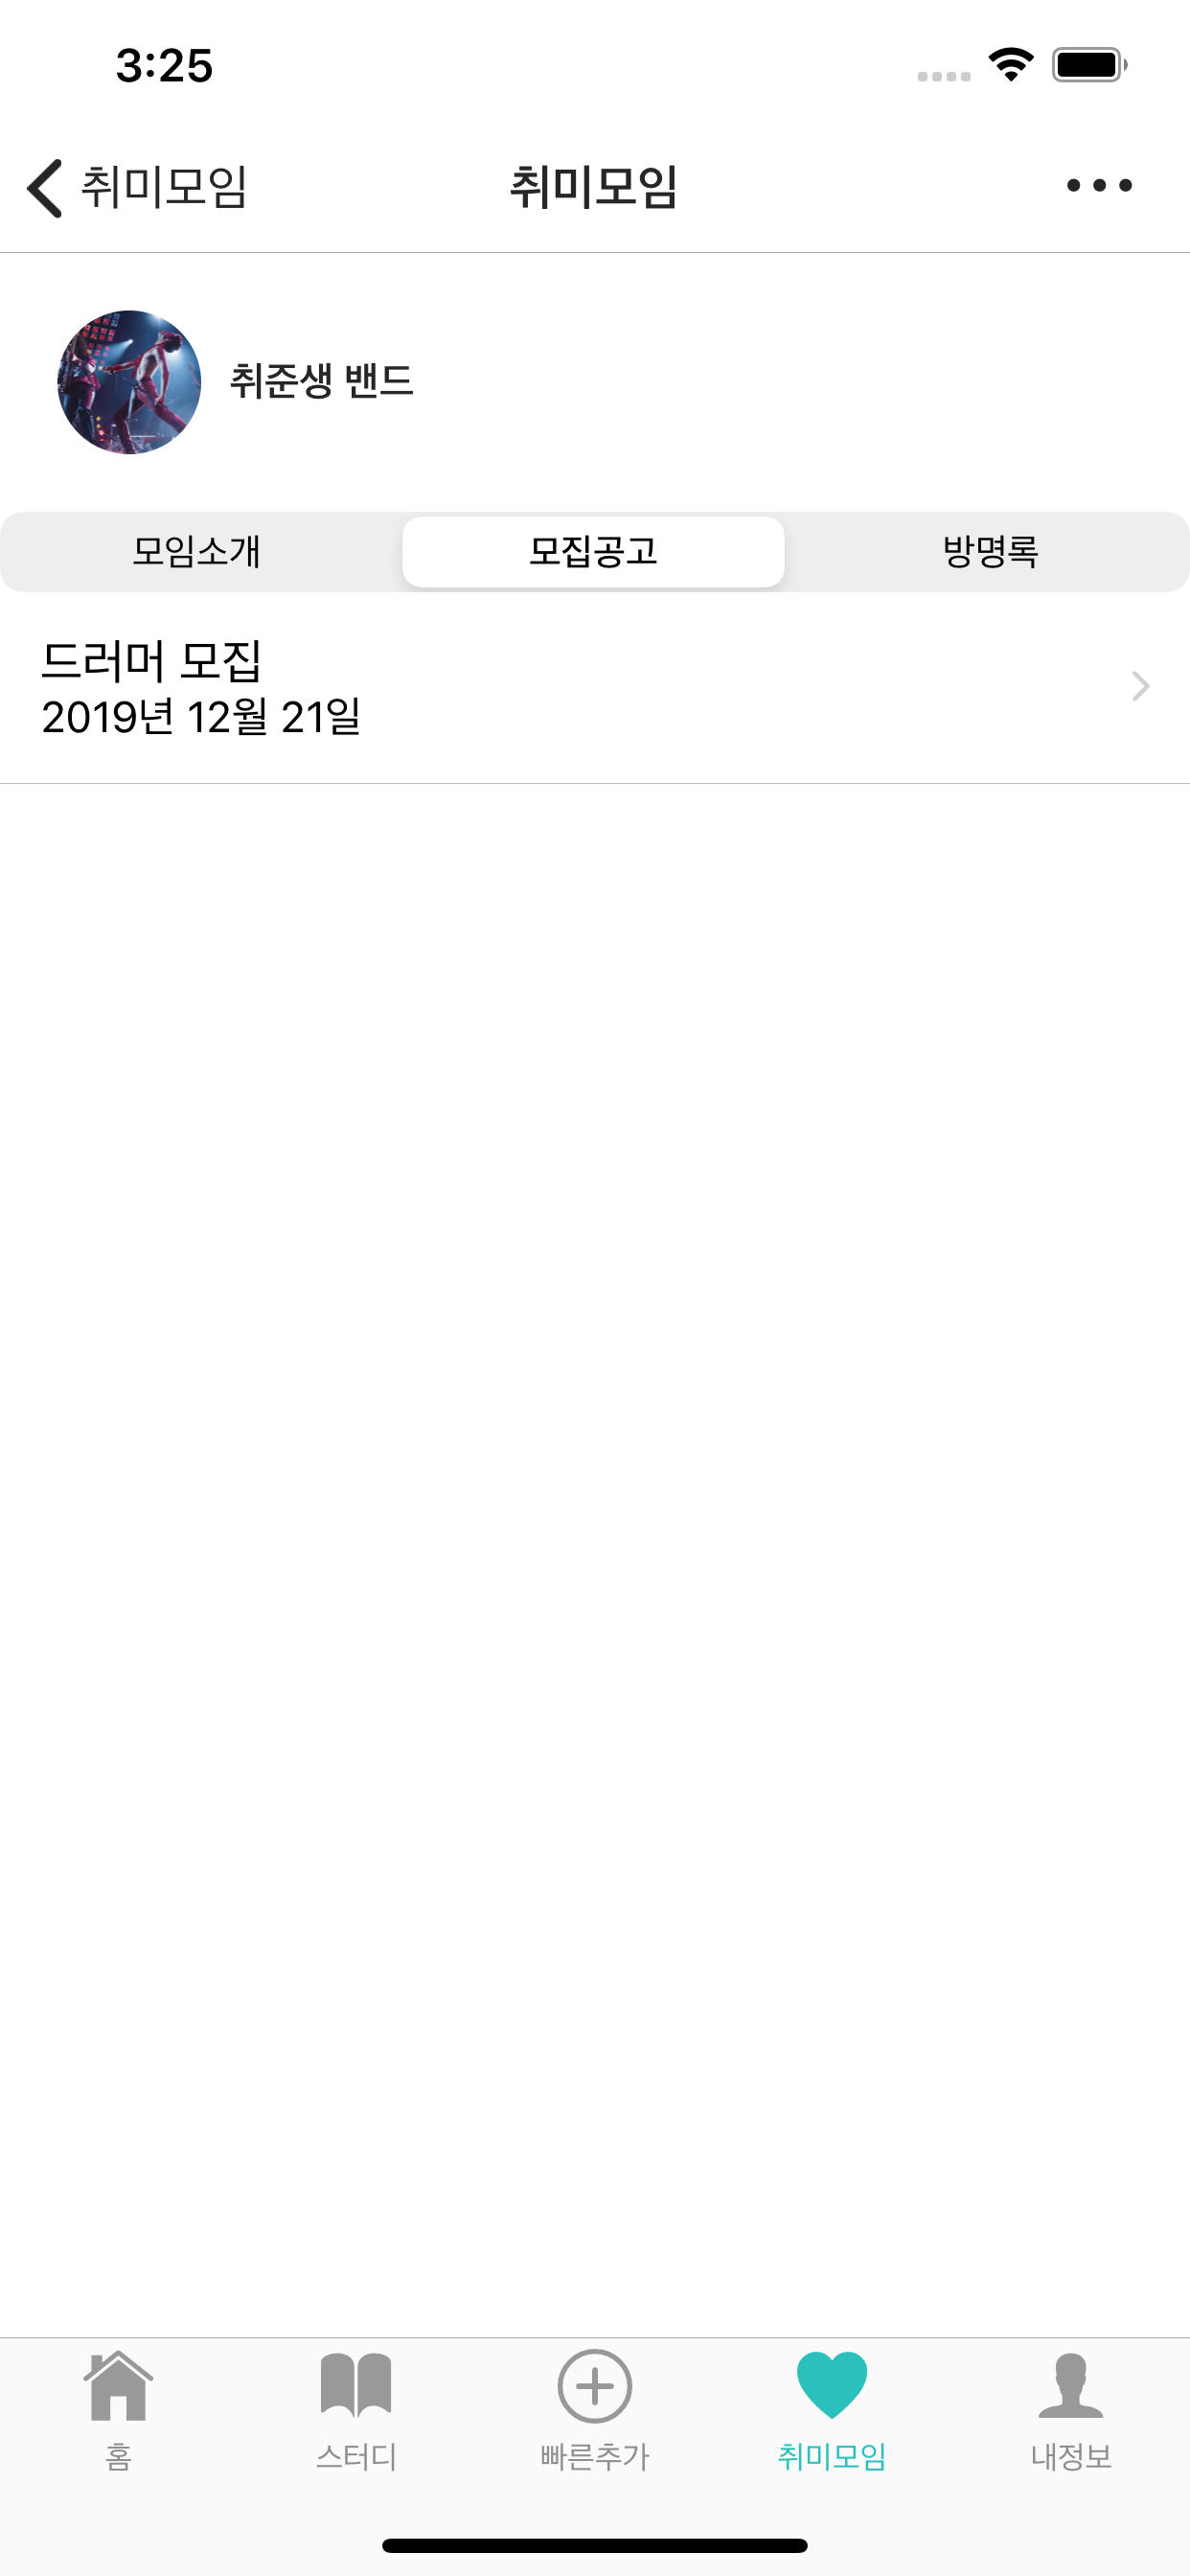 3:25
취미모임
취미모임
취준생 밴드
모임소개
모집공고
방명록
드러머 모집
2019년 12월 21일
홈
스터디
빠른추가
취미모임
내정보